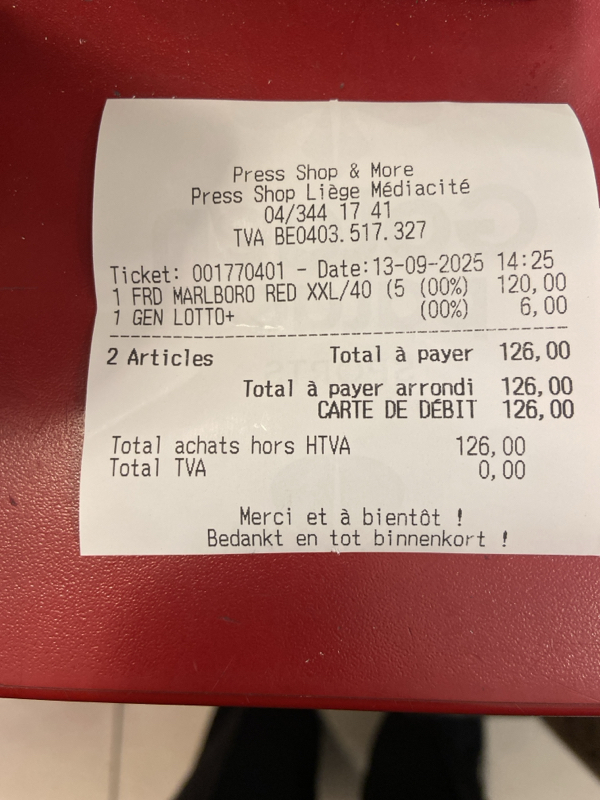 Press Shop & More
Press Shop Liège Médiacité
04/344 17 41
TVA BE0403.517.327
Ticket: 001770401 - Date:13-09-2025 14:25
1 FRD MARLBORO RED XXL/40 (5 (00%) 120,00
1 GEN LOTTO+ (00%) 6,00
2 Articles Total à payer 126,00
Total à payer arrondi 126,00
CARTE DE DÉBIT 126,00
Total achats hors HTVA 126,00
Total TVA 0,00
Merci et à bientôt !
Bedankt en tot binnenkort !